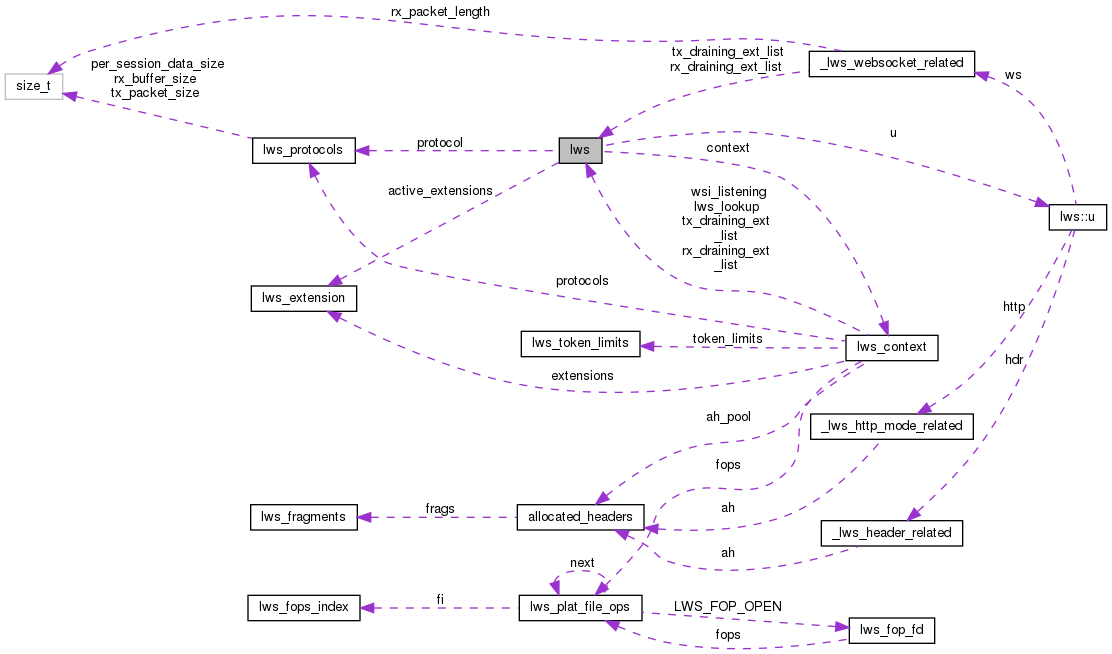 rx_packet_length
tx_draining_ext_list
rx_draining_ext_list
_lws_websocket_related
ws
per_session_data_size
rx_buffer_size
tx_packet_size
size_t
lws_protocols
protocol
lws
context
u
active_extensions
wsi_listening
lws_lookup
tx_draining_ext
_list
rx_draining_ext
_list
lws::u
protocols
lws_extension
http
lws_token_limits
token_limits
lws_context
hdr
extensions
ah_pool
_lws_http_mode_related
fops
lws_fragments
frags
allocated_headers
ah
_lws_header_related
ah
next
lws_fops_index
fi
lws_plat_file_ops
LWS_FOP_OPEN
lws_fop_fd
fops